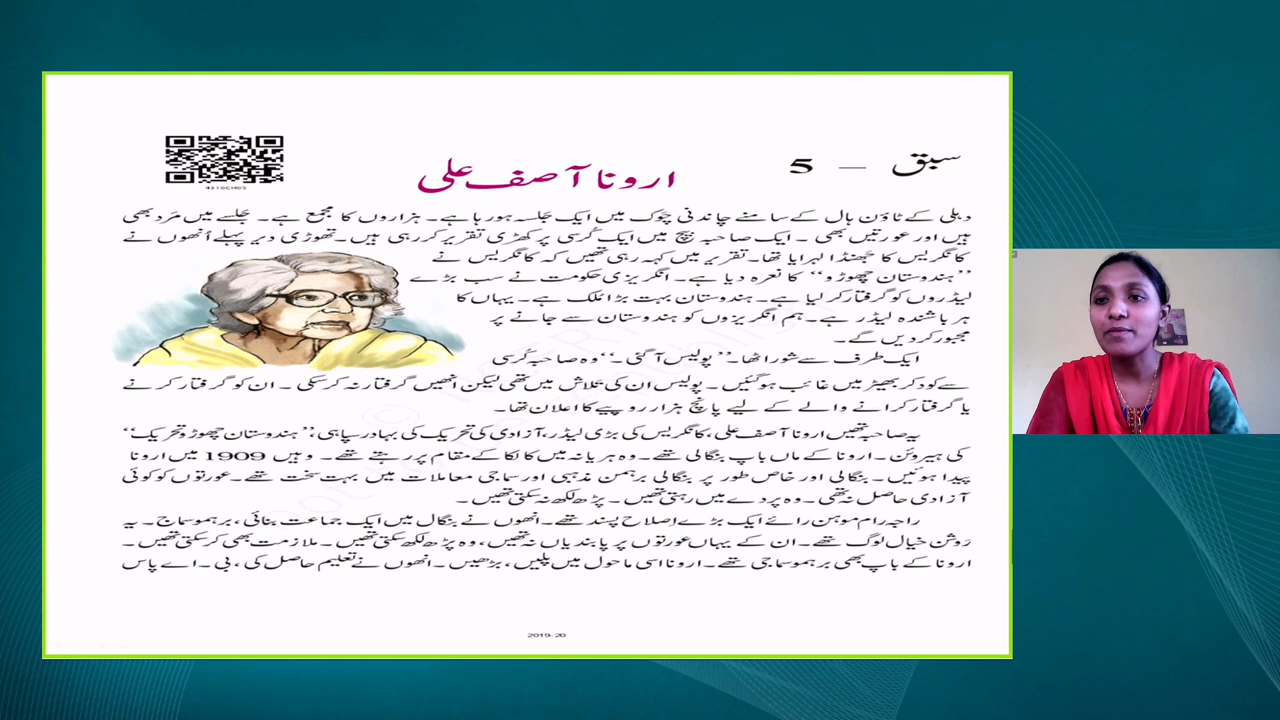 سبق – 5
ارونا آصف علی
4310CH05
دہلی کے ٹاؤن ہال کے سامنے چاندنی چوک میں ایک جَلسہ ہو رہا ہے۔ ہزاروں کا مجمع ہے۔ جَلسے میں مَرد بھی
ہیں اور عورتیں بھی ۔ ایک صاحبہ بیچ میں ایک کُرسی پر کھڑی تقریر کر رہی ہیں۔ تھوڑی دیر پہلے اُنھوں نے
کانگریس کا جھنڈا لہرایا تھا۔ تقریر میں کہہ رہی تھیں کہ کانگریس نے
”ہندوستان چھوڑو“ کا نعرہ دیا ہے۔ انگریزی حکومت نے سب بڑے
لیڈروں کو گرفتار کر لیا ہے۔ ہندوستان بہت بڑا مُلک ہے۔ یہاں کا
ہر باشندہ لیڈر ہے۔ ہم انگریزوں کو ہندوستان سے جانے پر
مجبور کر دیں گے۔
ایک طرف سے شور اٹھا۔ ”پولیس آ گئی ۔“ وہ صاحبہ کُرسی
سے کود کر بھیڑ میں غائب ہو گئیں ۔ پولیس ان کی تلاش میں تھی لیکن انھیں گرفتار نہ کر سکی ۔ ان کو گرفتار کرنے
یا گرفتار کرانے والے کے لیے پانچ ہزار روپیے کا اعلان تھا۔
یہ صاحبہ تھیں ارونا آصف علی، کانگریس کی بڑی لیڈر، آزادی کی تحریک کی بہادر سپاہی، ”ہندوستان چھوڑو تحریک“
کی ہیروئن ۔ ارونا کے ماں باپ بنگالی تھے۔ وہ ہریانہ میں کالکا کے مقام پر رہتے تھے۔ وہیں 1909 میں ارونا
پیدا ہوئیں۔ بنگالی اور خاص طور پر بنگالی برہمن مذہبی اور سماجی معاملات میں بہت سخت تھے۔ عورتوں کو کوئی
آزادی حاصل نہ تھی ۔ وہ پردے میں رہتی تھیں ۔ پڑھ لکھ نہ سکتی تھیں ۔
راجہ رام موہن رائے ایک بڑے اصلاح پسند تھے۔ انھوں نے بنگال میں ایک جماعت بنائی، برہمو سماج ۔ یہ
رَوشن خیال لوگ تھے۔ ان کے یہاں عورتوں پر پابندیاں نہ تھیں، وہ پڑھ لکھ سکتی تھیں ۔ ملازمت بھی کر سکتی تھیں ۔
ارونا کے باپ بھی برہمو سماجی تھے۔ ارونا اسی ماحول میں پلیں، بڑھیں ۔ انھوں نے تعلیم حاصل کی، بی ۔ اے پاس
2019-20